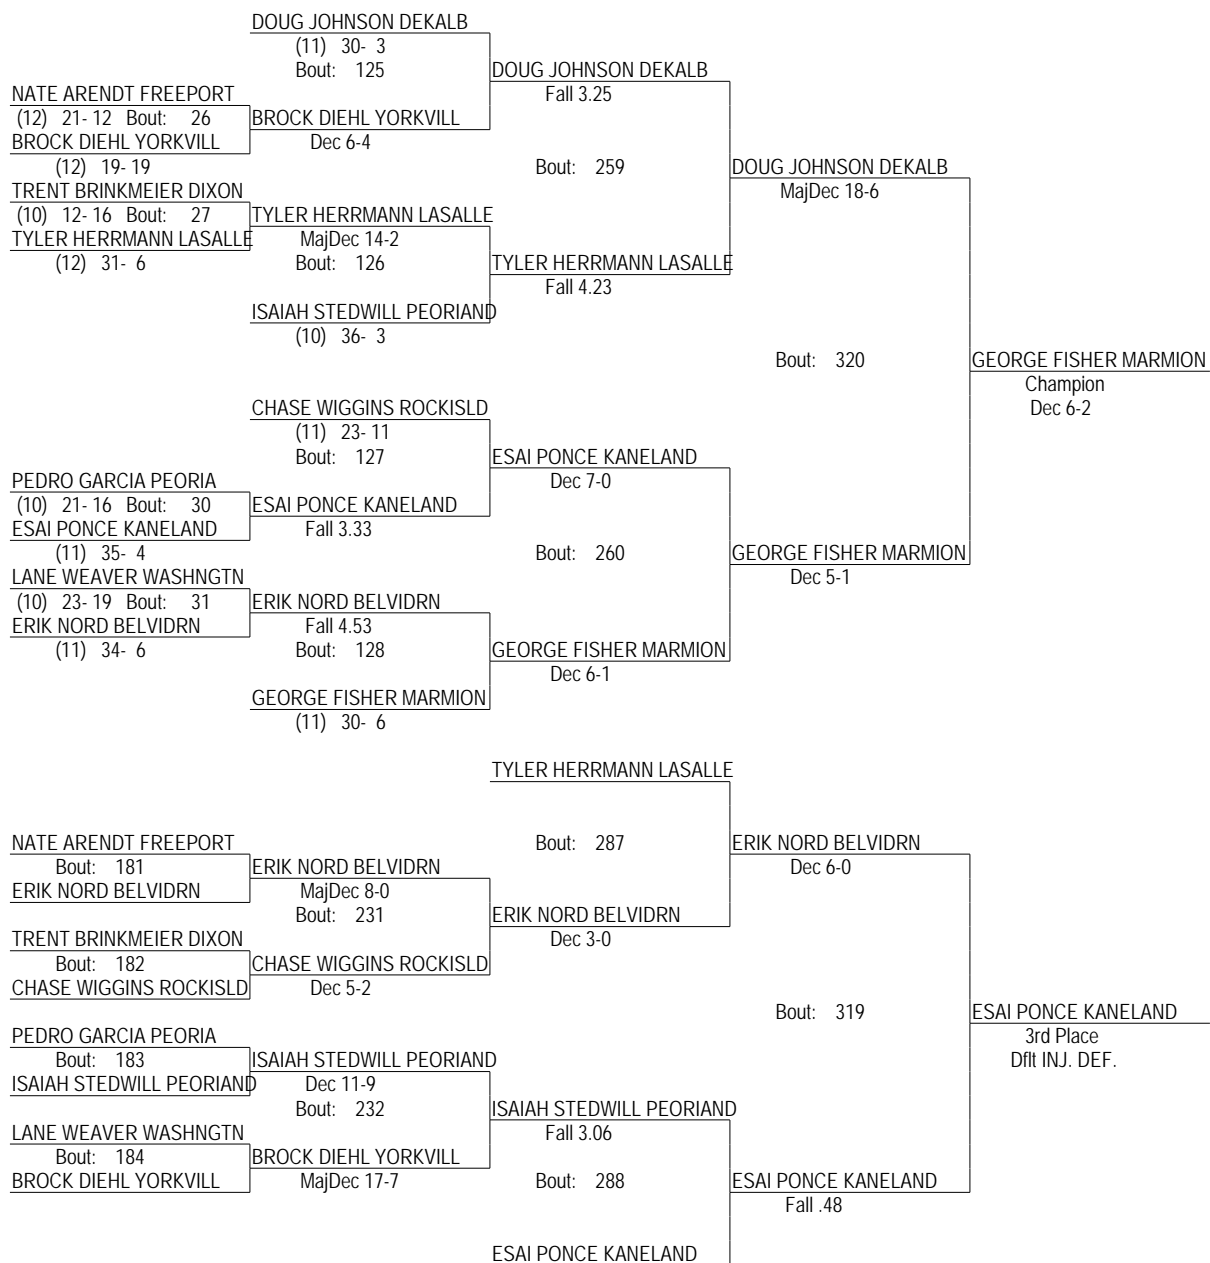 DOUG JOHNSON DEKALB
(11) 30- 3
Bout: 125
DOUG JOHNSON DEKALB
Fall 3.25
NATE ARENDT FREEPORT
(12) 21- 12 Bout: 26
BROCK DIEHL YORKVILL
Dec 6-4
BROCK DIEHL YORKVILL
(12) 19- 19
Bout: 259
DOUG JOHNSON DEKALB
MajDec 18-6
TRENT BRINKMEIER DIXON
(10) 12- 16 Bout: 27
TYLER HERRMANN LASALLE
MajDec 14-2
TYLER HERRMANN LASALLE
(12) 31- 6
Bout: 126
TYLER HERRMANN LASALLE
Fall 4.23
ISAIAH STEDWILL PEORIAND
(10) 36- 3
Bout: 320
GEORGE FISHER MARMION
Champion
Dec 6-2
CHASE WIGGINS ROCKISLD
(11) 23- 11
Bout: 127
ESAI PONCE KANELAND
Dec 7-0
PEDRO GARCIA PEORIA
(10) 21- 16 Bout: 30
ESAI PONCE KANELAND
Fall 3.33
ESAI PONCE KANELAND
(11) 35- 4
Bout: 260
GEORGE FISHER MARMION
Dec 5-1
LANE WEAVER WASHNGTN
(10) 23- 19 Bout: 31
ERIK NORD BELVIDRN
Fall 4.53
ERIK NORD BELVIDRN
(11) 34- 6
Bout: 128
GEORGE FISHER MARMION
Dec 6-1
GEORGE FISHER MARMION
(11) 30- 6
TYLER HERRMANN LASALLE
NATE ARENDT FREEPORT
Bout: 181
ERIK NORD BELVIDRN
Bout: 287
ERIK NORD BELVIDRN
Dec 6-0
ERIK NORD BELVIDRN
MajDec 8-0
Bout: 231
ERIK NORD BELVIDRN
Dec 3-0
TRENT BRINKMEIER DIXON
Bout: 182
CHASE WIGGINS ROCKISLD
CHASE WIGGINS ROCKISLD
Dec 5-2
Bout: 319
ESAI PONCE KANELAND
3rd Place
Dflt INJ. DEF.
PEDRO GARCIA PEORIA
Bout: 183
ISAIAH STEDWILL PEORIAND
ISAIAH STEDWILL PEORIAND
Dec 11-9
Bout: 232
ISAIAH STEDWILL PEORIAND
Fall 3.06
LANE WEAVER WASHNGTN
Bout: 184
BROCK DIEHL YORKVILL
BROCK DIEHL YORKVILL
MajDec 17-7
Bout: 288
ESAI PONCE KANELAND
Fall .48
ESAI PONCE KANELAND